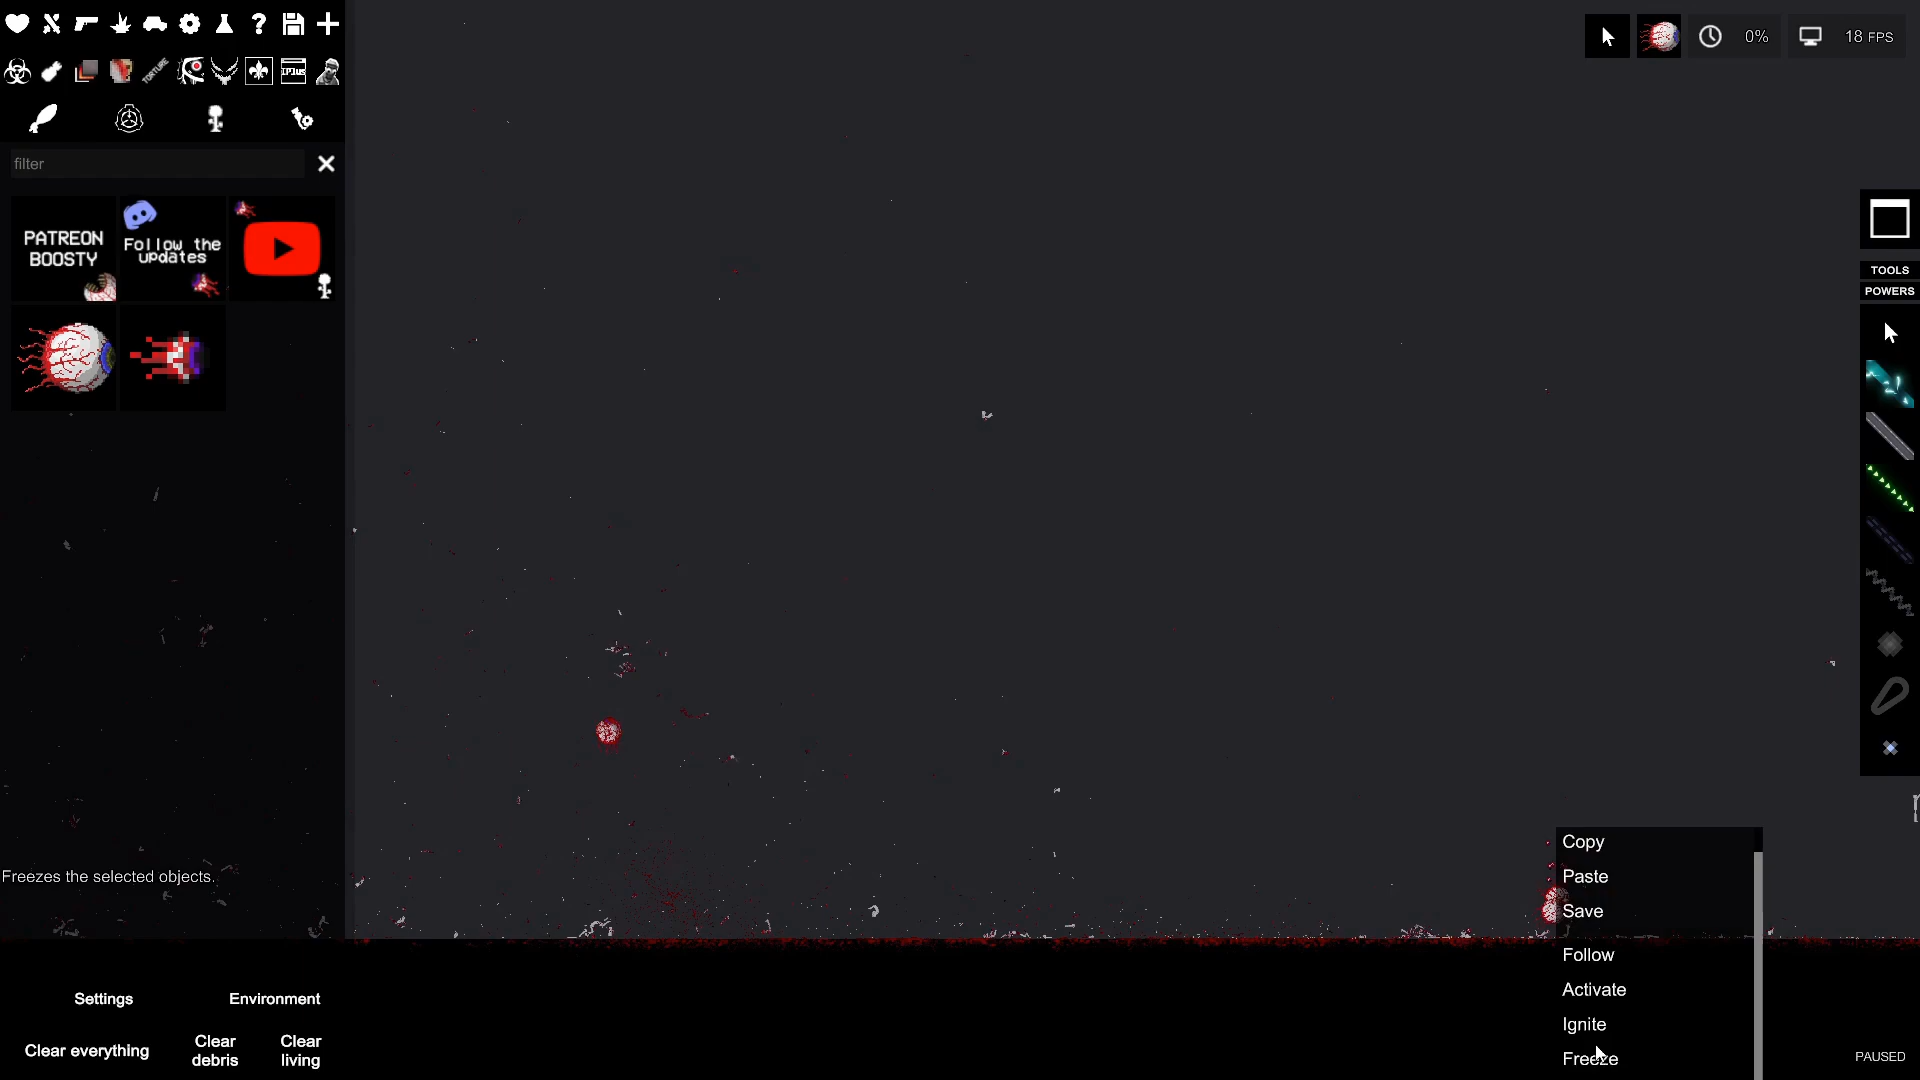 0%
18 FPS
filter
PATREON
BOOSTY
Follow the
updates
TORTURE
TOOLS
POWERS
Freezes the selected objects.
Copy
Paste
Save
Follow
Activate
Ignite
Freeze
Settings
Environment
Clear everything
Clear
debris
Clear
living
PAUSED